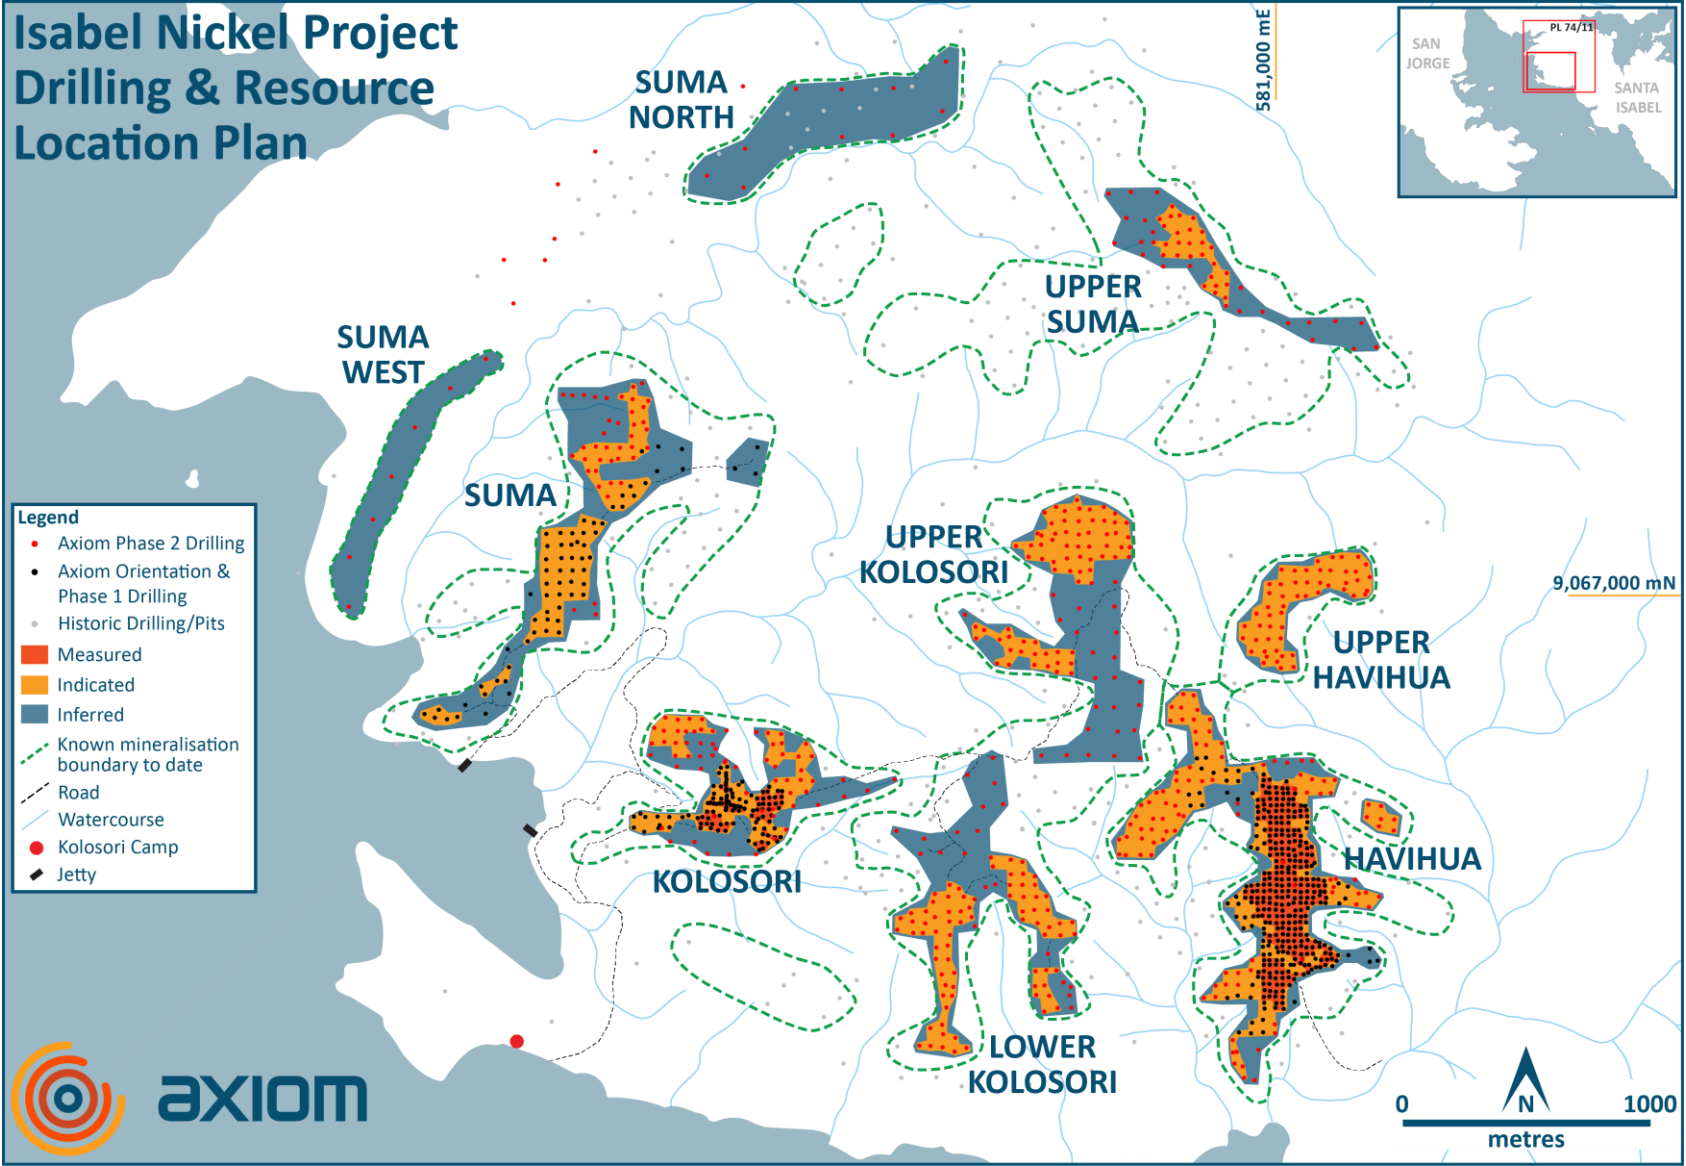 Isabel Nickel Project
Drilling & Resource
Location Plan
SUMA
NORTH
581,000 mE
PL 74/11
SAN
JORGE
SANTA
ISABEL
UPPER
SUMA
SUMA
WEST
SUMA
UPPER
KOLOSORI
9,067,000 mN
UPPER
HAVIHUA
Legend
Axiom Phase 2 Drilling
Axiom Orientation &
Phase 1 Drilling
Historic Drilling/Pits
Measured
Indicated
Inferred
Known mineralisation
boundary to date
Road
Watercourse
Kolosori Camp
Jetty
KOLOSORI
HAVIHUA
LOWER
KOLOSORI
axiom
N
0 1000
metres